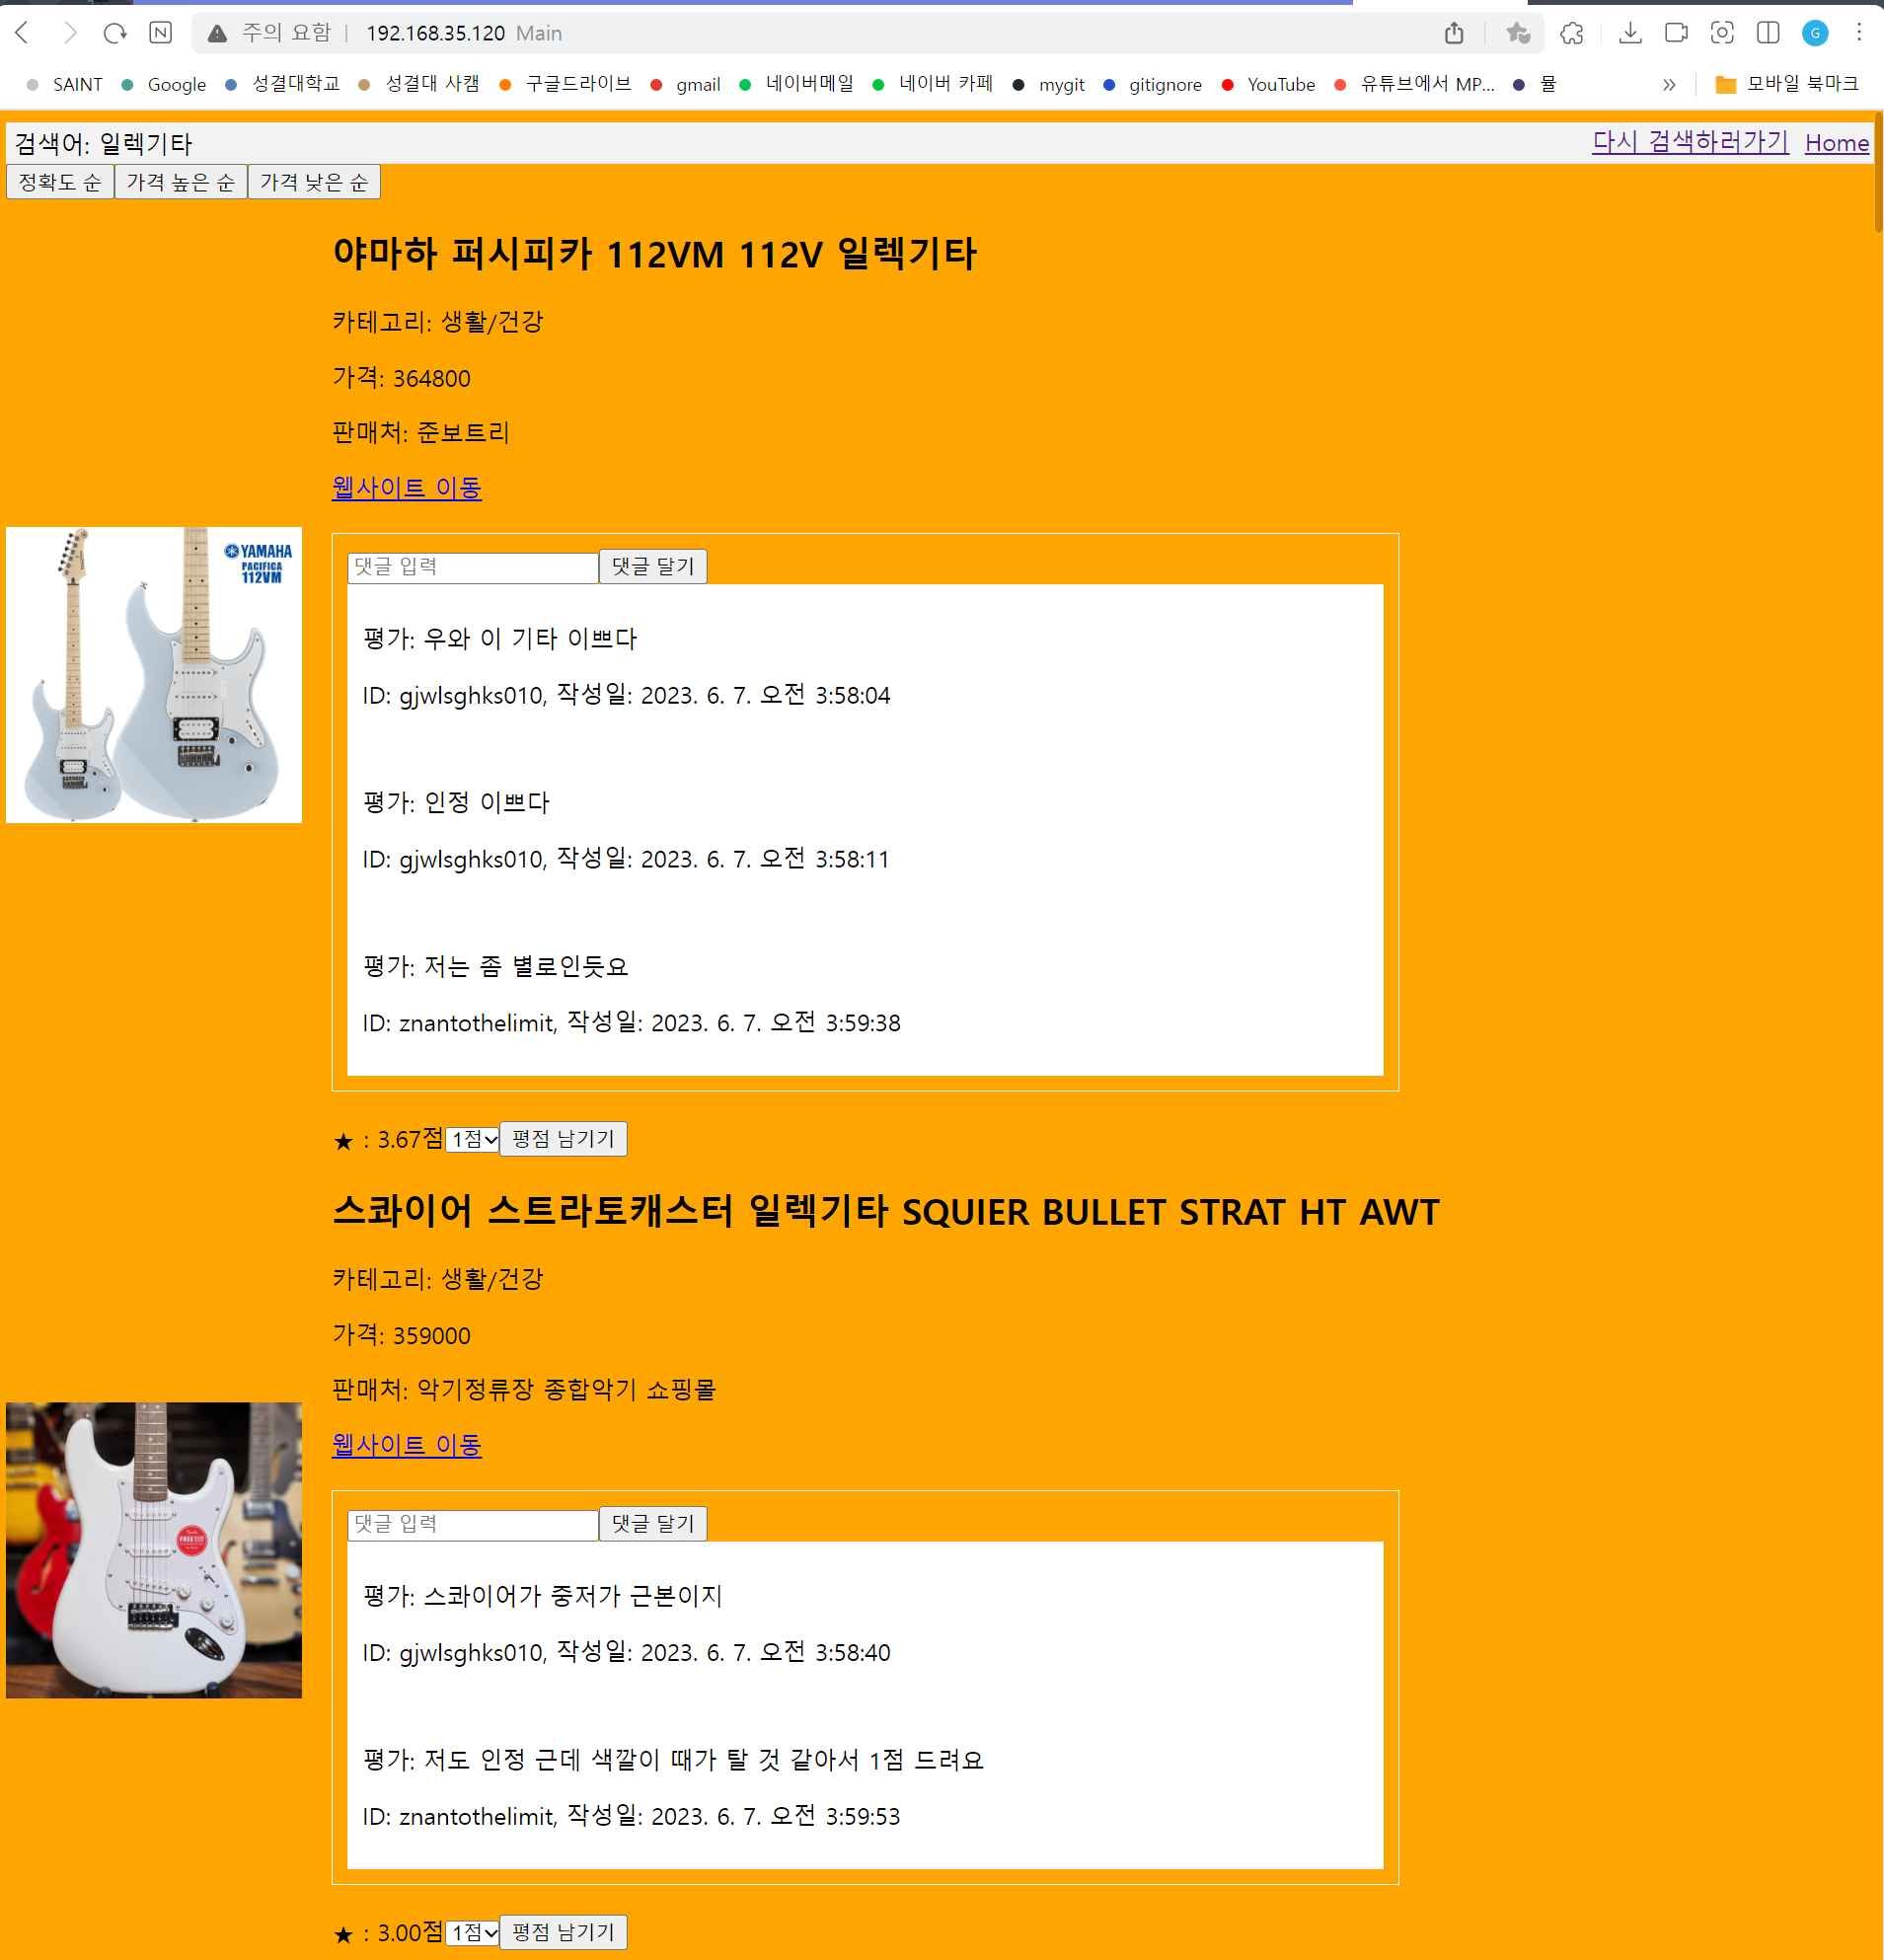 주의 요함 | 192.168.35.120 Main
SAINT Google 성결대학교 성결대 사캠 구글드라이브 gmail 네이버메일 네이버 카페 mygit gitignore YouTube 유튜브에서 MP... 뮬 » 모바일 북마크
검색어: 일렉기타 다시 검색하러가기 Home
정확도 순 가격 높은 순 가격 낮은 순
야마하 퍼시피카 112VM 112V 일렉기타
카테고리: 생활/건강
가격: 364800
판매처: 준보트리
웹사이트 이동
YAMAHA
PACIFICA
112VM
댓글 입력 댓글 달기
평가: 우와 이 기타 이쁘다
ID: gjwlsghks010, 작성일: 2023. 6. 7. 오전 3:58:04
평가: 인정 이쁘다
ID: gjwlsghks010, 작성일: 2023. 6. 7. 오전 3:58:11
평가: 저는 좀 별로인듯요
ID: znantothelimit, 작성일: 2023. 6. 7. 오전 3:59:38
★ : 3.67점 1점 평점 남기기
스콰이어 스트라토캐스터 일렉기타 SQUIER BULLET STRAT HT AWT
카테고리: 생활/건강
가격: 359000
판매처: 악기정류장 종합악기 쇼핑몰
웹사이트 이동
댓글 입력 댓글 달기
평가: 스콰이어가 중저가 근본이지
ID: gjwlsghks010, 작성일: 2023. 6. 7. 오전 3:58:40
평가: 저도 인정 근데 색깔이 때가 탈 것 같아서 1점 드려요
ID: znantothelimit, 작성일: 2023. 6. 7. 오전 3:59:53
★ : 3.00점 1점 평점 남기기